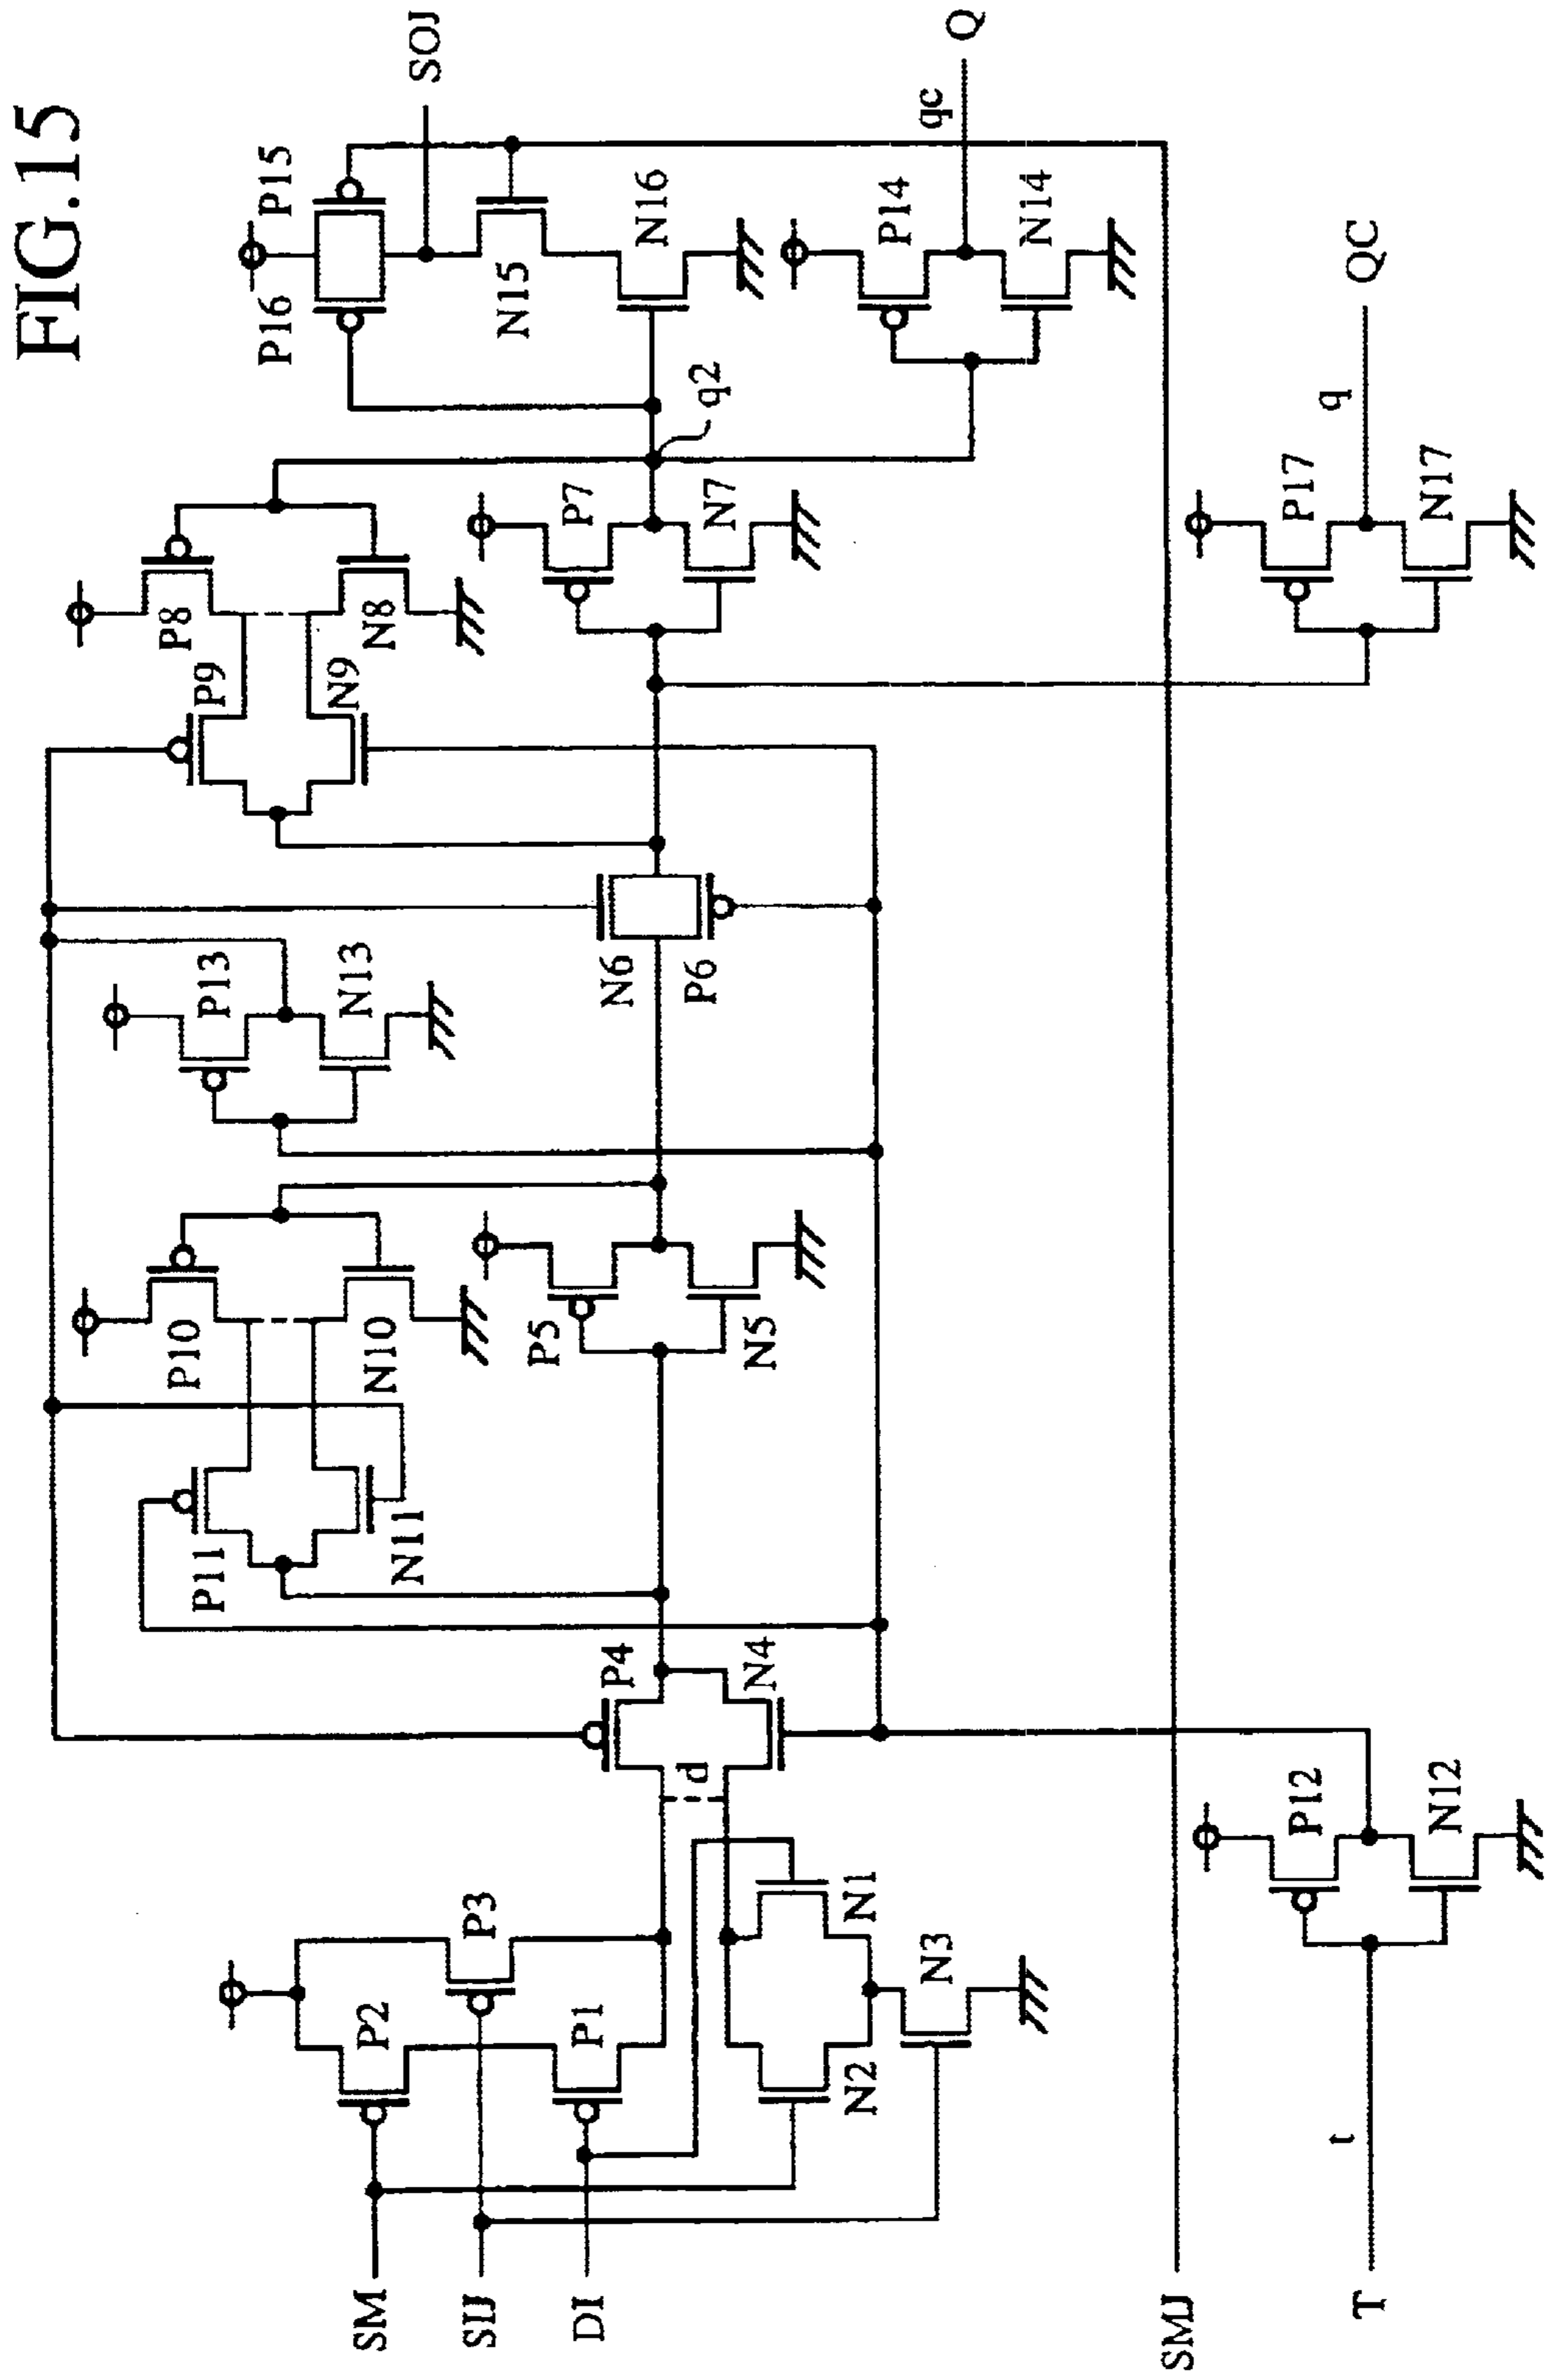 FIG.15
SM
SIJ
DI
SMJ
T
t
P2
P3
P1
N2
N1
N3
d
P4
N4
P12
N12
P11
N11
P10
N10
P5
N5
P13
N13
N6
P6
P9
N9
P8
N8
P7
N7
q2
P17
N17
q
QC
P16
P15
N15
N16
SOJ
P14
N14
qc
Q